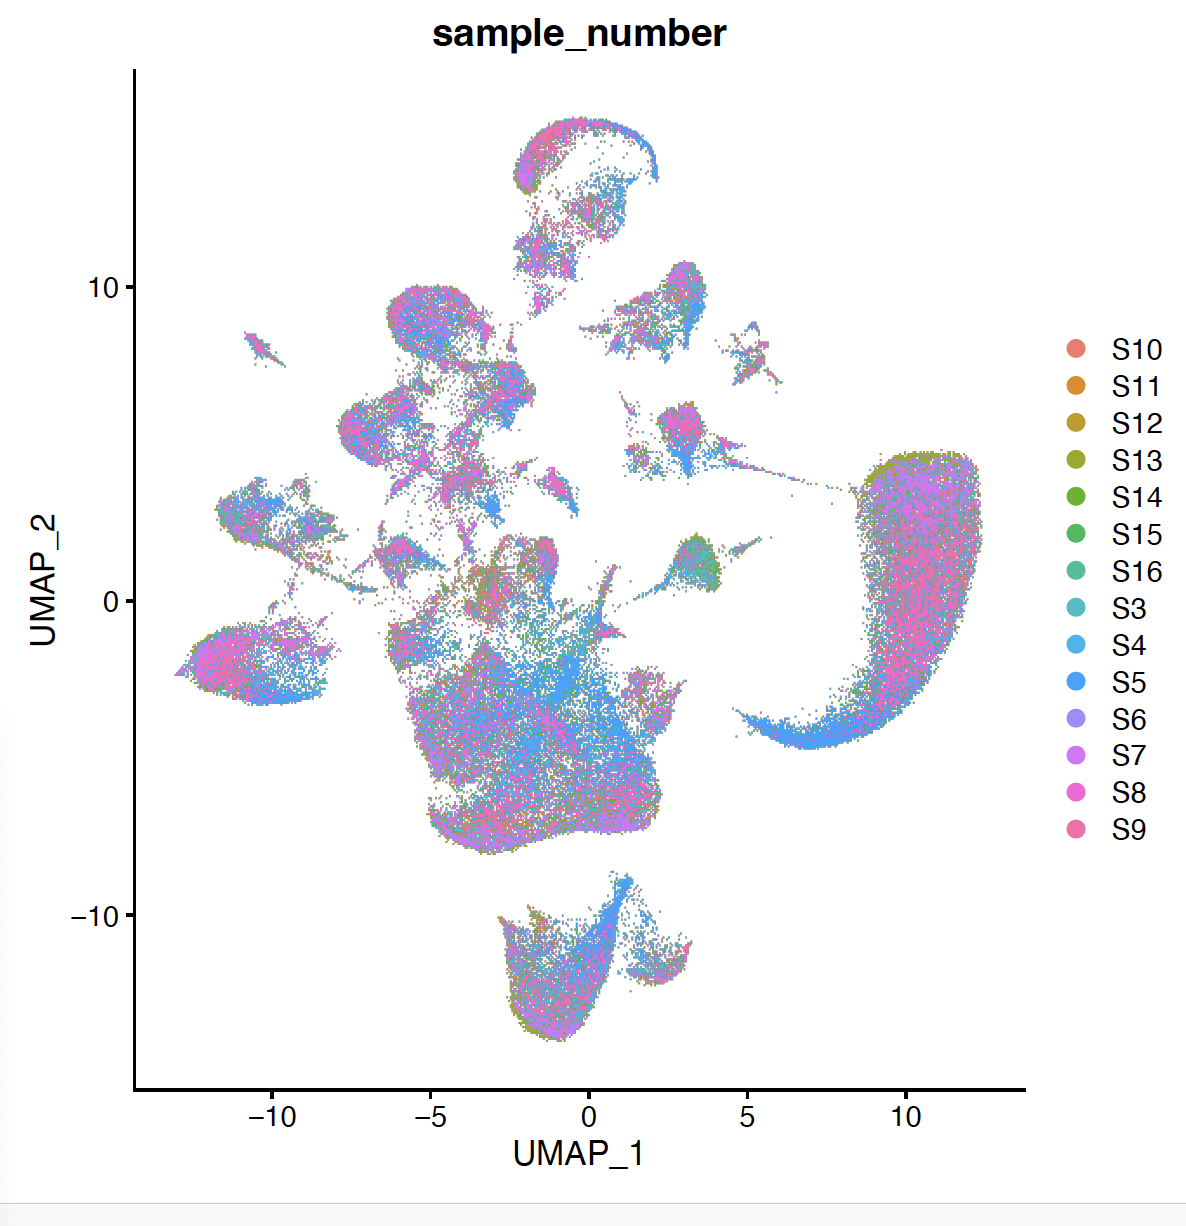 sample_number
10
0
−10
UMAP_2
−10
−5
0
5
10
UMAP_1
S10
S11
S12
S13
S14
S15
S16
S3
S4
S5
S6
S7
S8
S9